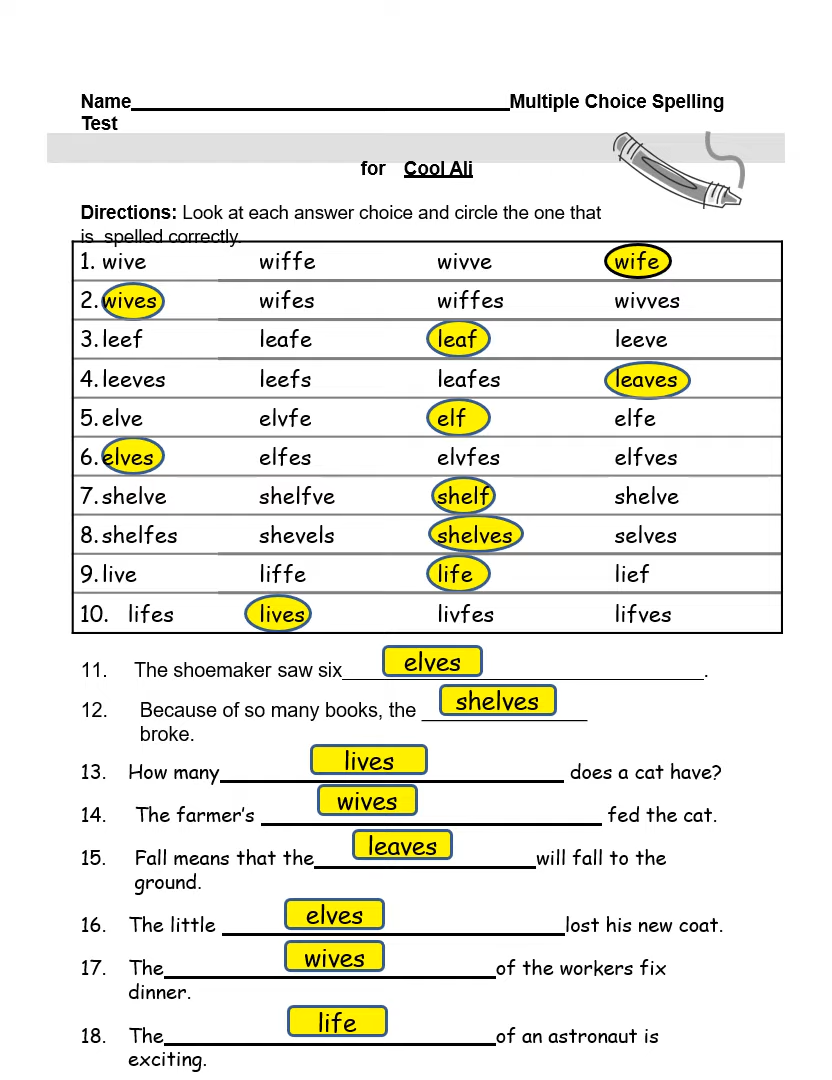 Name Multiple Choice Spelling
Test
for Cool Ali
Directions: Look at each answer choice and circle the one that
is spelled correctly.
1. wive wiffe wivve wife
2. wives wifes wiffes wivves
3. leef leafe leaf leeve
4. leeves leefs leafes leaves
5. elve elvfe elf elfe
6. elves elfes elvfes elfves
7. shelve shelfve shelf shelve
8. shelfes shevels shelves selves
9. live liffe life lief
10. lifes lives livfes lifves
11. The shoemaker saw six elves.
12. Because of so many books, the shelves
broke.
13. How many lives does a cat have?
14. The farmer's wives fed the cat.
15. Fall means that the leaves will fall to the
ground.
16. The little elves lost his new coat.
17. The wives of the workers fix
dinner.
18. The life of an astronaut is
exciting.